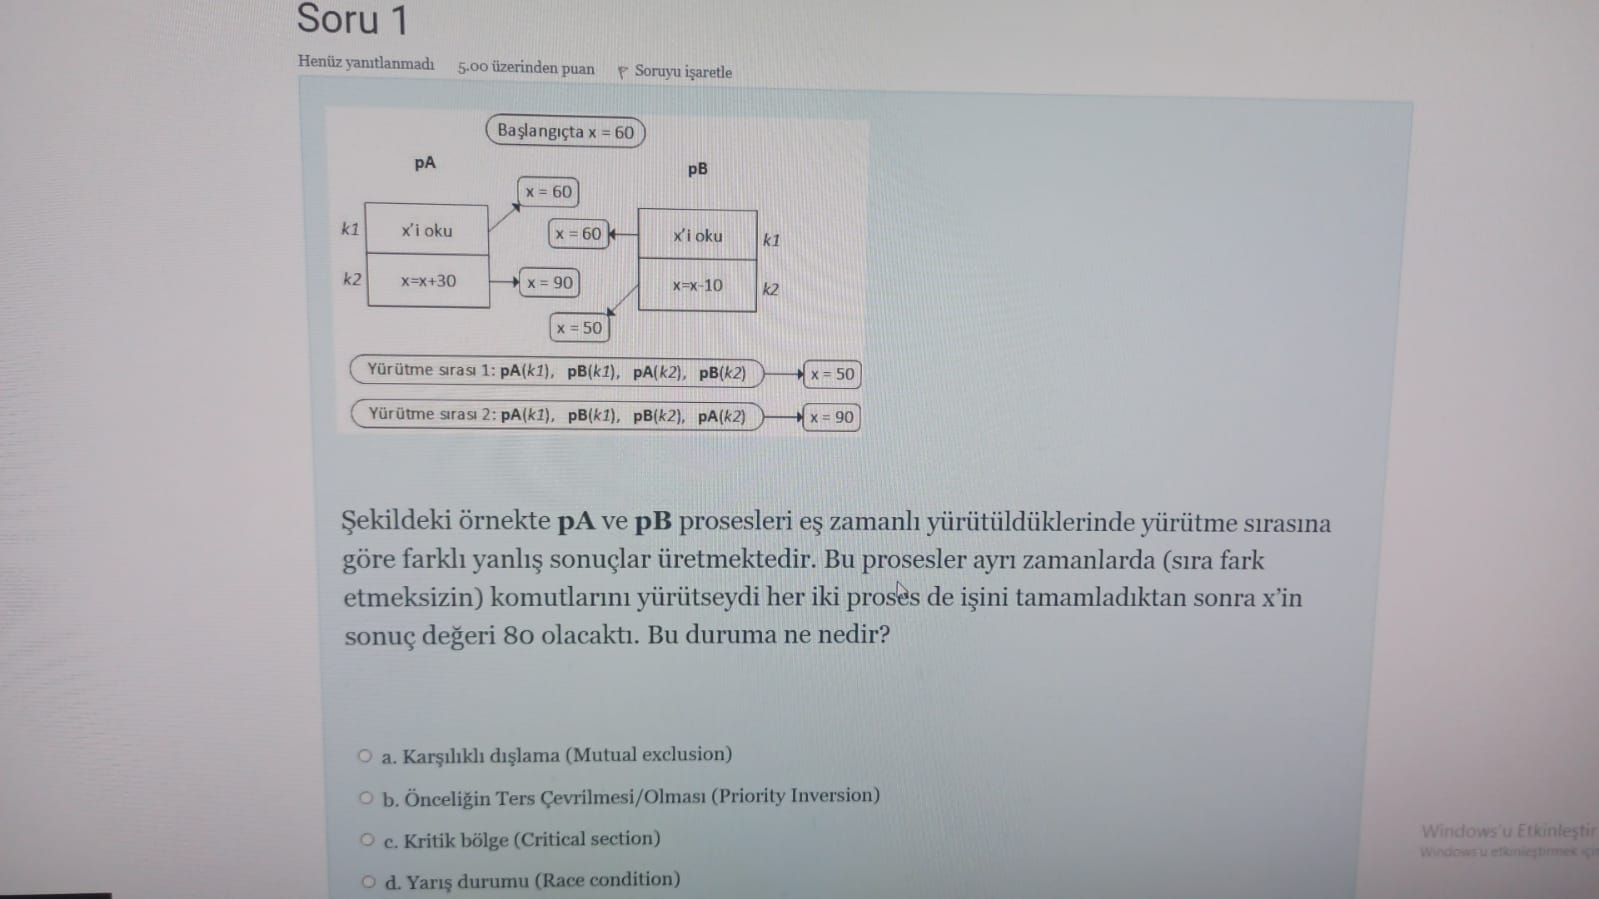 Soru 1
Henüz yanıtlanmadı 5.00 üzerinden puan Soruyu işaretle
Başlangıçta x = 60
pA pB
x = 60
k1 x'i oku x = 60 x'i oku k1
k2 x=x+30 x = 90 x=x-10 k2
x = 50
Yürütme sırası 1: pA(k1), pB(k1), pA(k2), pB(k2) x = 50
Yürütme sırası 2: pA(k1), pB(k1), pB(k2), pA(k2) x = 90
Şekildeki örnekte pA ve pB prosesleri eş zamanlı yürütüldüklerinde yürütme sırasına
göre farklı yanlış sonuçlar üretmektedir. Bu prosesler ayrı zamanlarda (sıra fark
etmeksizin) komutlarını yürütseydi her iki proses de işini tamamladıktan sonra x'in
sonuç değeri 80 olacaktı. Bu duruma ne nedir?
a. Karşılıklı dışlama (Mutual exclusion)
b. Önceliğin Ters Çevrilmesi/Olması (Priority Inversion)
c. Kritik bölge (Critical section)
d. Yarış durumu (Race condition)
Windows'u Etkinleştir
Windows'u etkinleştirmek için